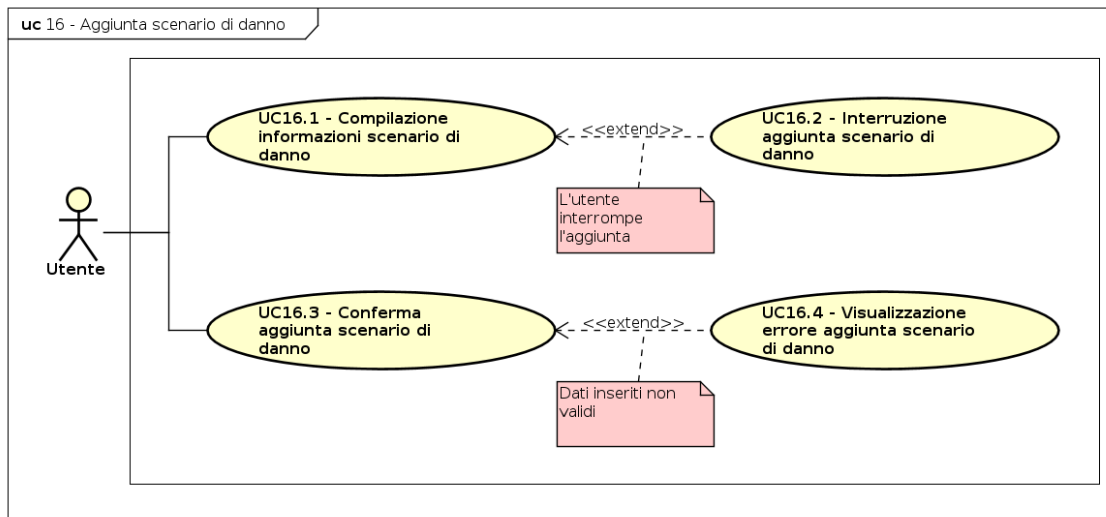 uc 16 - Aggiunta scenario di danno
UC16.1 - Compilazione
informazioni scenario di
danno
<<extend>>
UC16.2 - Interruzione
aggiunta scenario di
danno
L'utente
interrompe
l'aggiunta
Utente
UC16.3 - Conferma
aggiunta scenario di
danno
<<extend>>
UC16.4 - Visualizzazione
errore aggiunta scenario
di danno
Dati inseriti non
validi